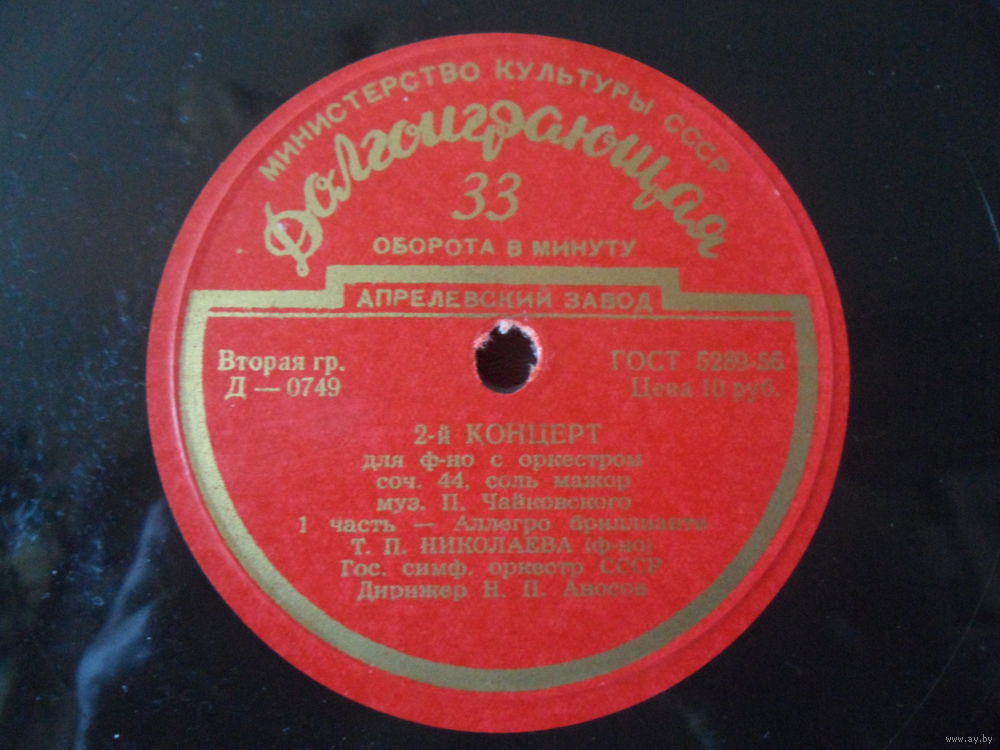 МИНИСТЕРСТВО КУЛЬТУРЫ СССР
Долгоиграющая
33
ОБОРОТА В МИНУТУ
АПРЕЛЕВСКИЙ ЗАВОД
Вторая гр.
Д — 0749
ГОСТ 5289-56
Цена 10 руб.
2-й КОНЦЕРТ
для ф-но с оркестром
соч. 44, соль мажор
муз. П. Чайковского
1 часть — Аллегро бриллианте
Т. П. НИКОЛАЕВА (ф-но)
Гос. симф. оркестр СССР
Дирижер Н. П. Аносов
www.ay.by